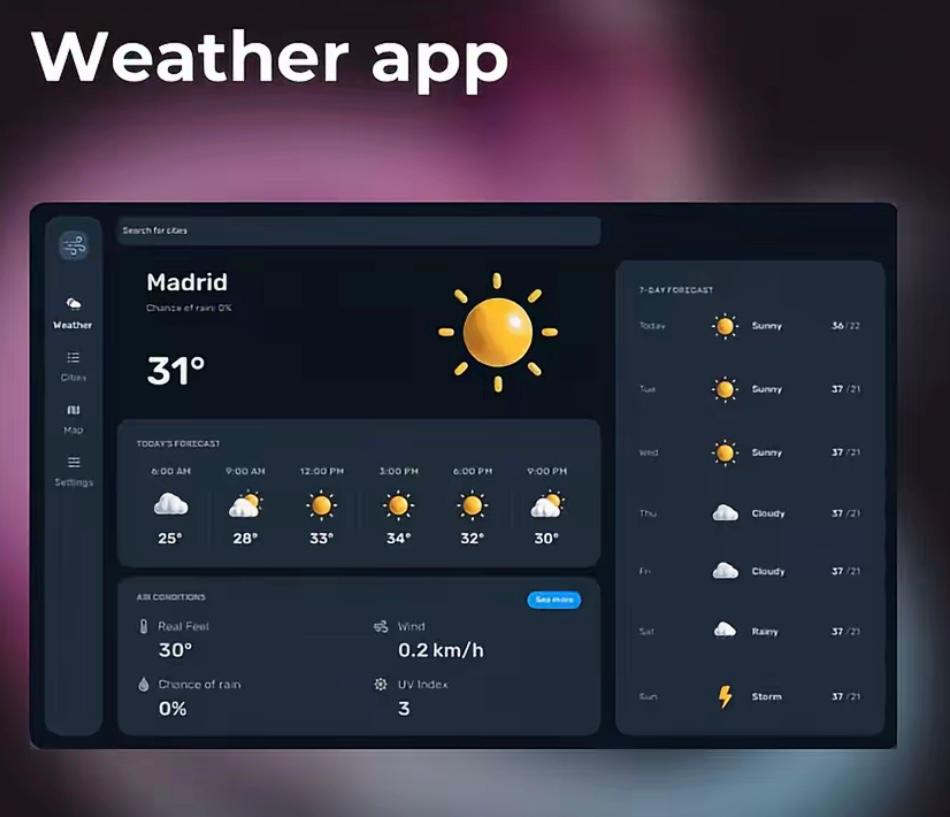 Weather app
Search for cities
Weather
Cities
Map
Settings
Madrid
Chance of rain: 0%
31°
TODAY'S FORECAST
6:00 AM 9:00 AM 12:00 PM 3:00 PM 6:00 PM 9:00 PM
25° 28° 33° 34° 32° 30°
AIR CONDITIONS
See more
Real Feel Wind
30° 0.2 km/h
Chance of rain UV Index
0% 3
7-DAY FORECAST
Today Sunny 36/22
Tue Sunny 37/21
Wed Sunny 37/21
Thu Cloudy 37/21
Fri Cloudy 37/21
Sat Rainy 37/21
Sun Storm 37/21